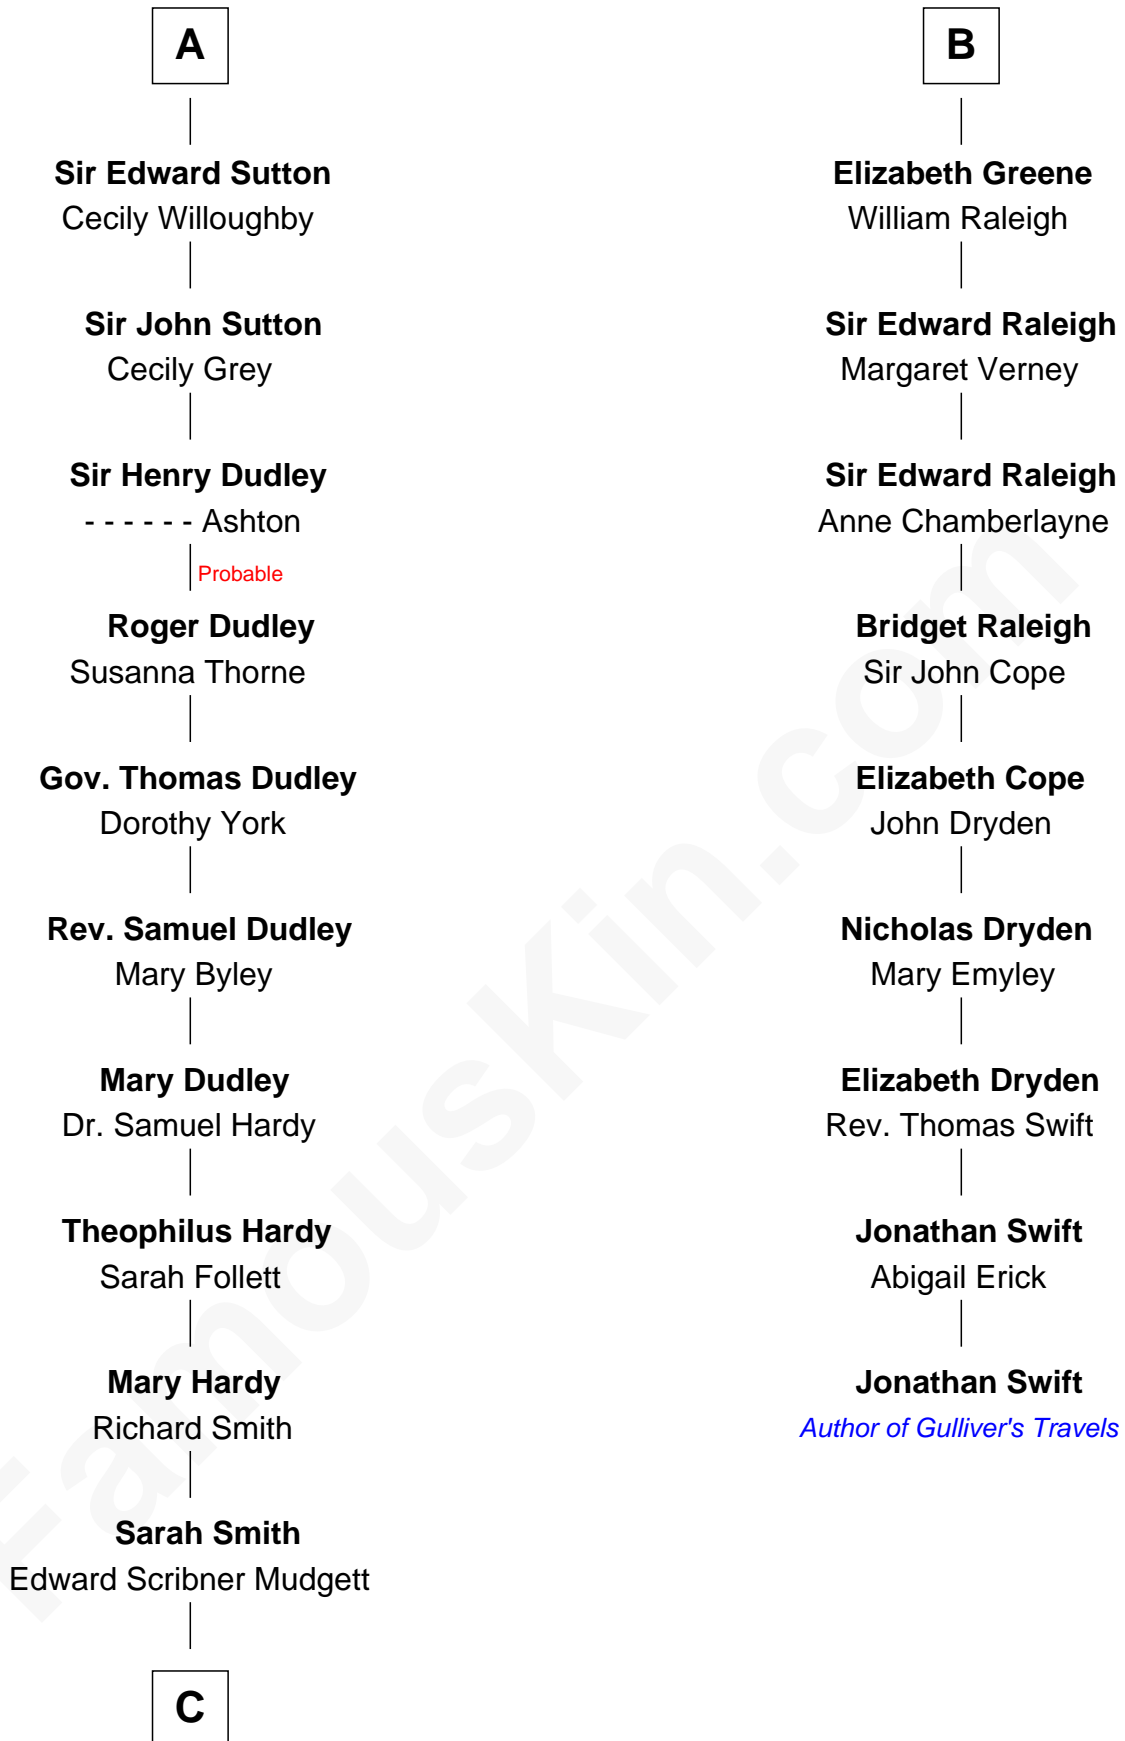 A
Sir Edward Sutton
Cecily Willoughby
Sir John Sutton
Cecily Grey
Sir Henry Dudley
- - - - - - Ashton
Probable
Roger Dudley
Susanna Thorne
Gov. Thomas Dudley
Dorothy York
Rev. Samuel Dudley
Mary Byley
Mary Dudley
Dr. Samuel Hardy
Theophilus Hardy
Sarah Follett
Mary Hardy
Richard Smith
Sarah Smith
Edward Scribner Mudgett
C
B
Elizabeth Greene
William Raleigh
Sir Edward Raleigh
Margaret Verney
Sir Edward Raleigh
Anne Chamberlayne
Bridget Raleigh
Sir John Cope
Elizabeth Cope
John Dryden
Nicholas Dryden
Mary Emyley
Elizabeth Dryden
Rev. Thomas Swift
Jonathan Swift
Abigail Erick
Jonathan Swift
Author of Gulliver's Travels
FamousKin.com